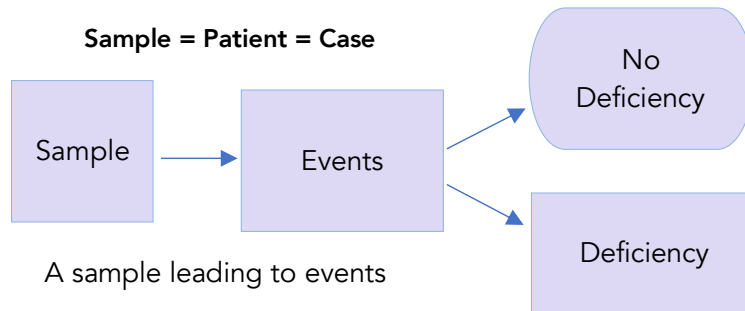 Sample = Patient = Case
Sample
Events
No
Deficiency
Deficiency
A sample leading to events